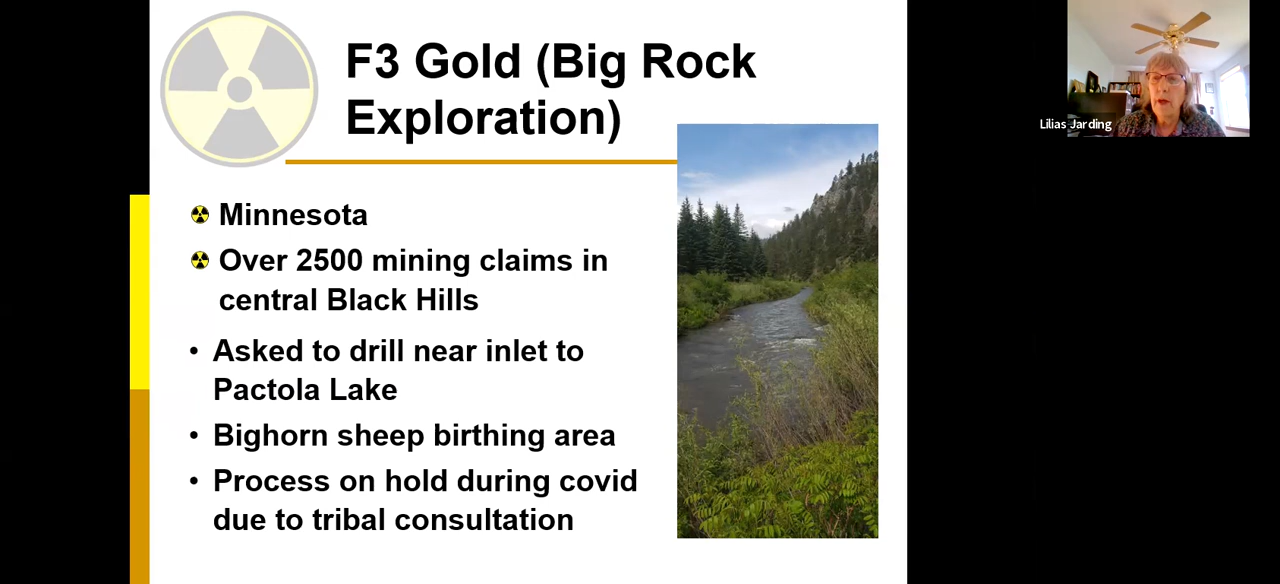 F3 Gold (Big Rock
Exploration)
Minnesota
Over 2500 mining claims in
central Black Hills
• Asked to drill near inlet to
Pactola Lake
• Bighorn sheep birthing area
• Process on hold during covid
due to tribal consultation
Lilias Jarding